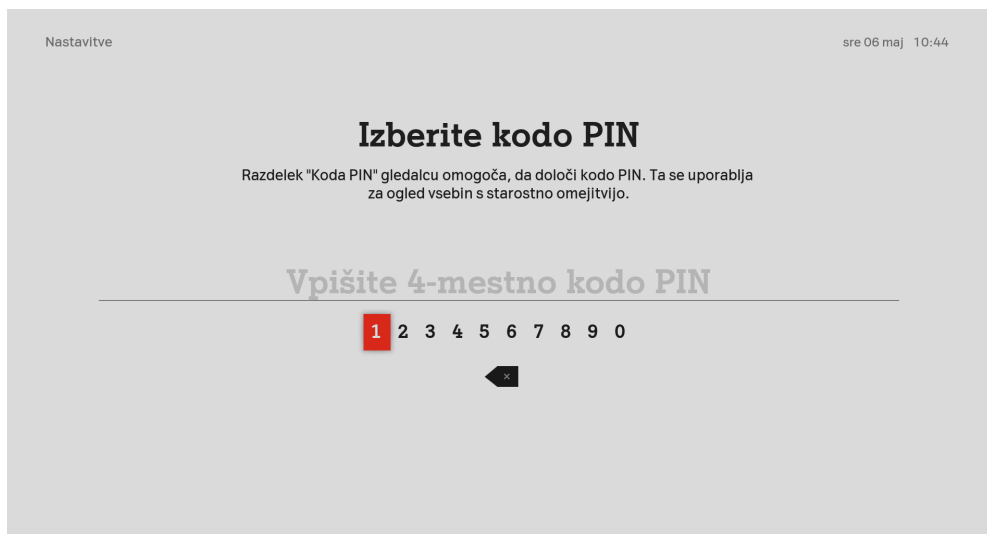 Nastavitve
sre 06 maj 10:44
Izberite kodo PIN
Razdelek "Koda PIN" gledalcu omogoča, da določi kodo PIN. Ta se uporablja
za ogled vsebin s starostno omejitvijo.
Vpišite 4-mestno kodo PIN
1 2 3 4 5 6 7 8 9 0
×